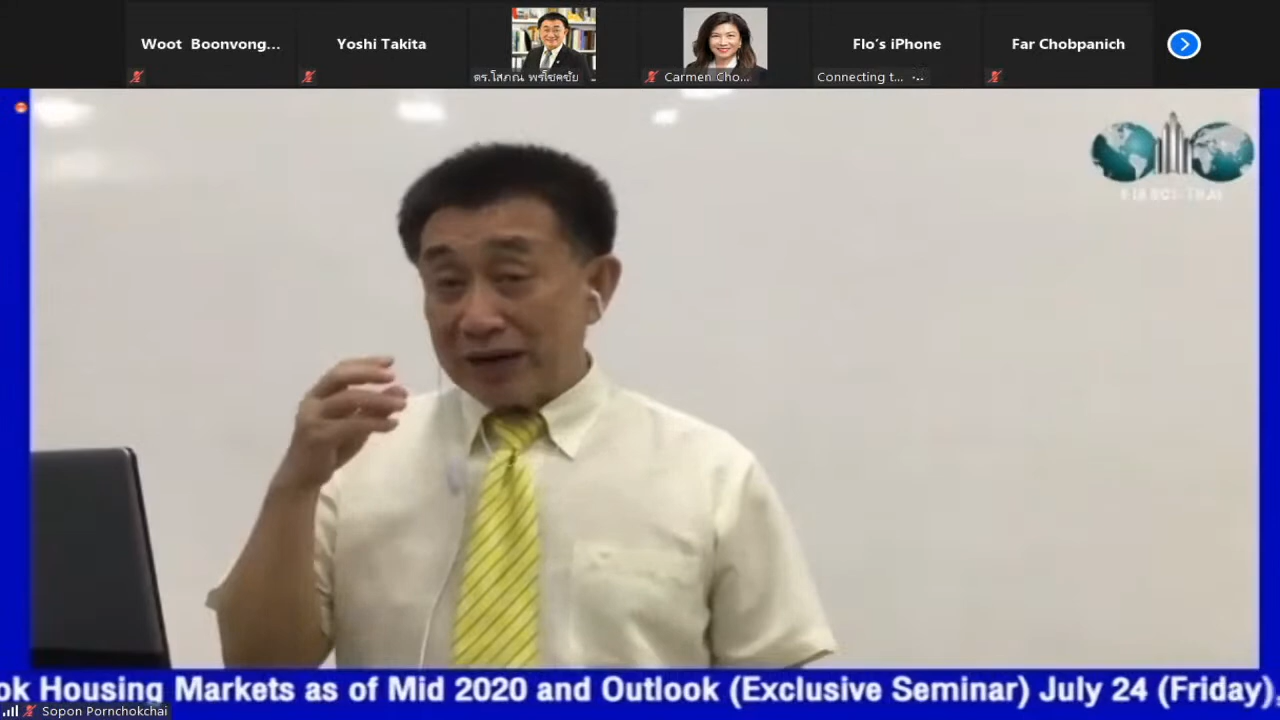 Woot Boonvong...
Yoshi Takita
Flo's iPhone
Far Chobpanich
ดร.โสภณ พรโชคชัย
Carmen Cho...
Connecting t...
ok Housing Markets as of Mid 2020 and Outlook (Exclusive Seminar) July 24 (Friday),
Sopon Pornchokchai